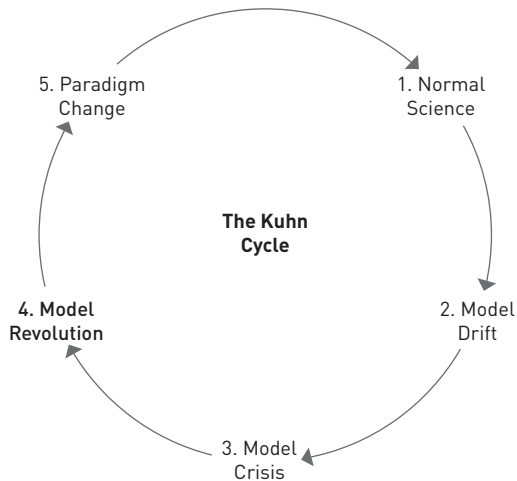 5. Paradigm
Change
1. Normal
Science
The Kuhn
Cycle
4. Model
Revolution
2. Model
Drift
3. Model
Crisis